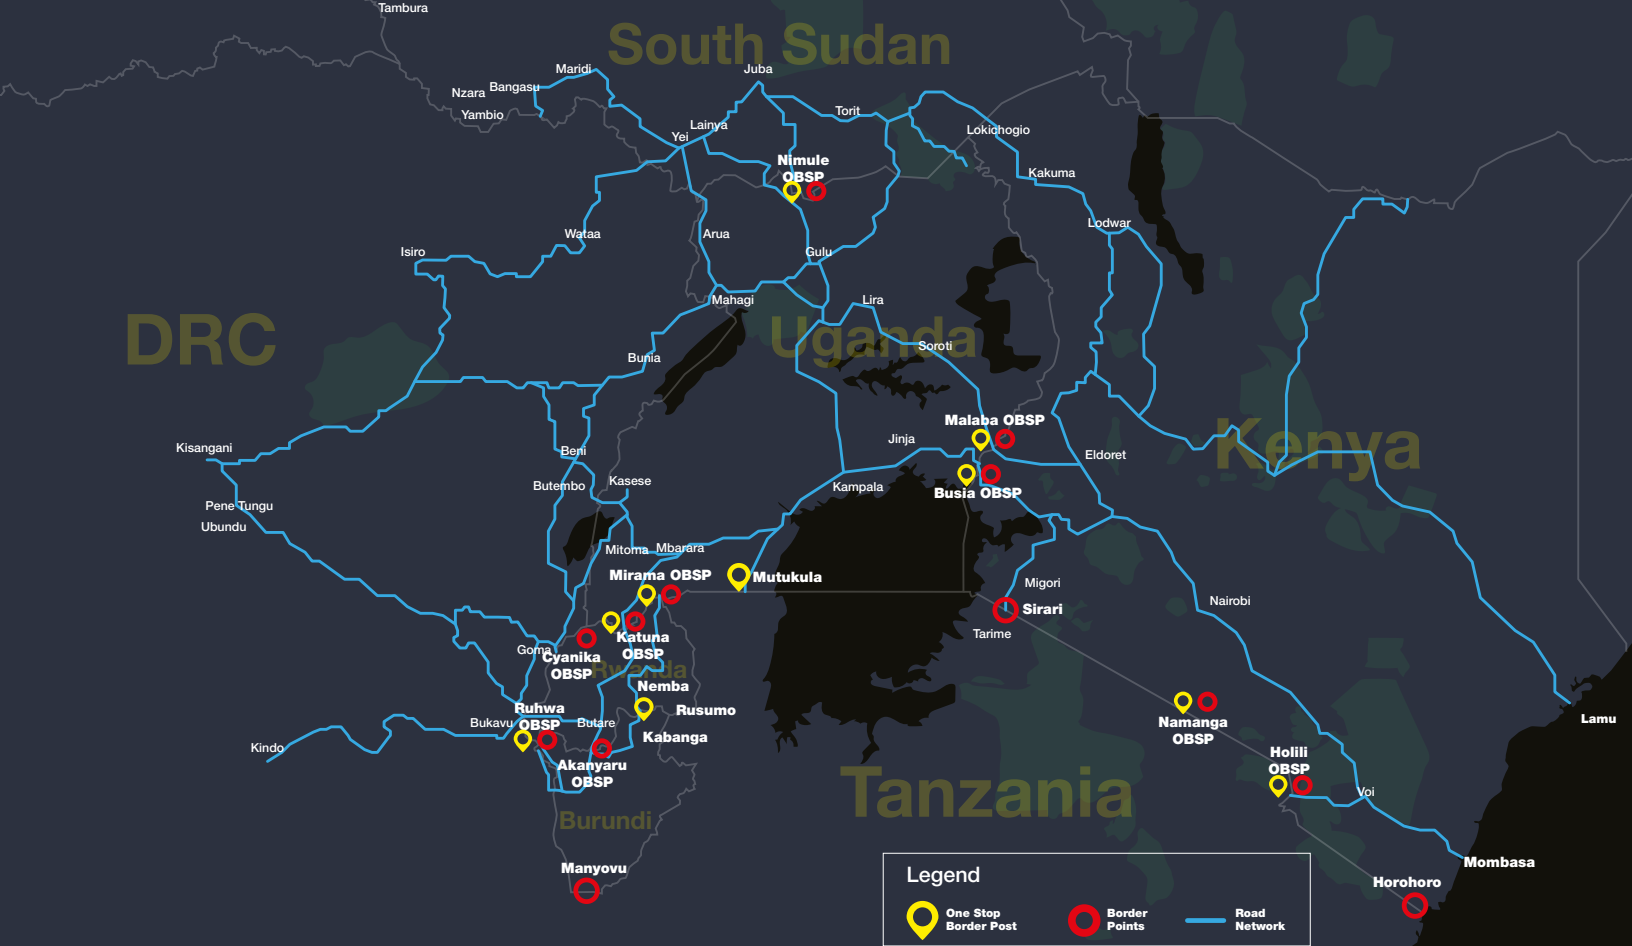 Tambura
South Sudan
Maridi
Juba
Nzara
Bangasu
Yambio
Torit
Lainya
Yei
Lokichogio
Nimule
OBSP
Kakuma
Lodwar
Wataa
Arua
Isiro
Gulu
Mahagi
Lira
DRC
Uganda
Soroti
Bunia
Malaba OBSP
Kisangani
Beni
Jinja
Eldoret
Kenya
Butembo
Kasese
Kampala
Busia OBSP
Pene Tungu
Ubundu
Mitoma
Mbarara
Mirama OBSP
Mutukula
Migori
Nairobi
Sirari
Tarime
Katuna
OBSP
Goma
Cyanika
OBSP
Rwanda
Nemba
Rusumo
Kabanga
Ruhwa
OBSP
Bukavu
Butare
Kindo
Akanyaru
OBSP
Namanga
OBSP
Lamu
Holili
OBSP
Voi
Tanzania
Burundi
Manyovu
Mombasa
Horohoro
Legend
One Stop
Border Post
Border
Points
Road
Network